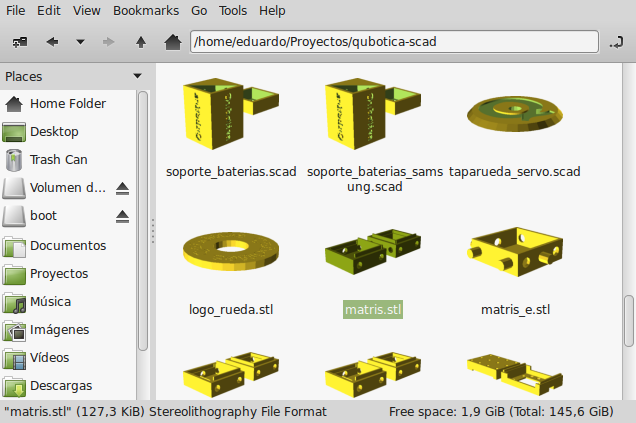 File Edit View Bookmarks Go Tools Help
/home/eduardo/Proyectos/qubotica-scad
Places
Home Folder
Desktop
Trash Can
Volumen d...
boot
Documentos
Proyectos
Música
Imágenes
Vídeos
Descargas
soporte_baterias.scad
soporte_baterias_sams
ung.scad
taparueda_servo.scad
logo_rueda.stl
matris.stl
matris_e.stl
"matris.stl" (127,3 KiB) Stereolithography File Format
Free space: 1,9 GiB (Total: 145,6 GiB)